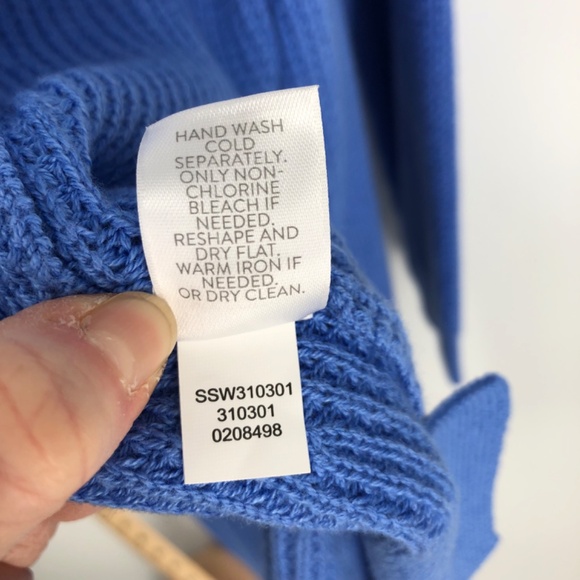 HAND WASH
COLD
SEPARATELY.
ONLY NON-
CHLORINE
BLEACH IF
NEEDED.
RESHAPE AND
DRY FLAT.
WARM IRON IF
NEEDED.
OR DRY CLEAN.
SSW310301
310301
0208498